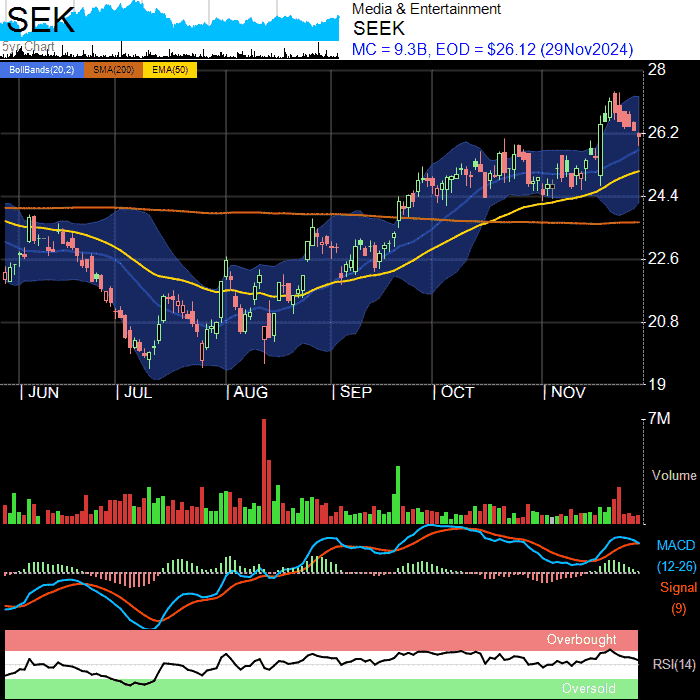 SEK
5yr Chart
Media & Entertainment
SEEK
MC = 9.3B, EOD = $26.12 (29Nov2024)
BollBands(20,2) SMA(200) EMA(50)
28
26.2
24.4
22.6
20.8
19
JUN JUL AUG SEP OCT NOV
7M
Volume
MACD
(12-26)
Signal
(9)
Overbought
RSI(14)
Oversold